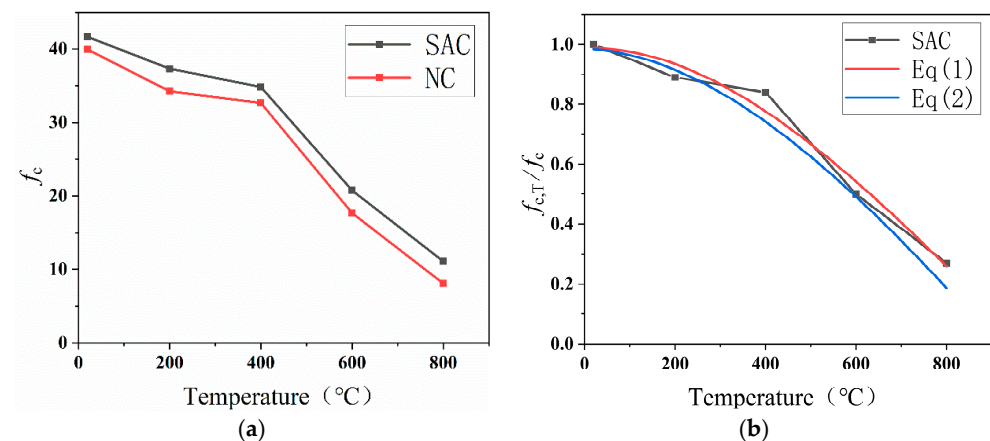 40
30
20
10
0
f_c
SAC
NC
0 200 400 600 800
Temperature（℃）
(a)
1.0
0.8
0.6
0.4
0.2
0.0
f_c,T/f_c
SAC
Eq(1)
Eq(2)
0 200 400 600 800
Temperature（℃）
(b)